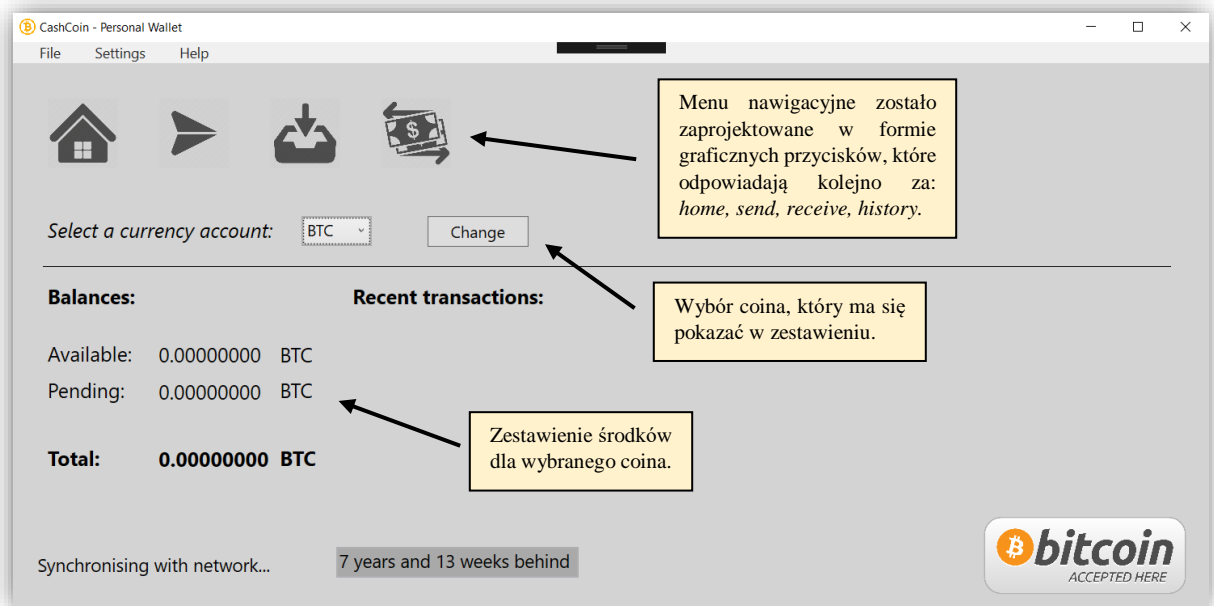 CashCoin - Personal Wallet
File Settings Help
Menu nawigacyjne zostało
zaprojektowane w formie
graficznych przycisków, które
odpowiadają kolejno za:
home, send, receive, history.
Select a currency account: BTC Change
Balances: Recent transactions:
Wybór coina, który ma się
pokazać w zestawieniu.
Available: 0.00000000 BTC
Pending: 0.00000000 BTC
Zestawienie środków
dla wybranego coina.
Total: 0.00000000 BTC
Synchronising with network... 7 years and 13 weeks behind
bitcoin
ACCEPTED HERE